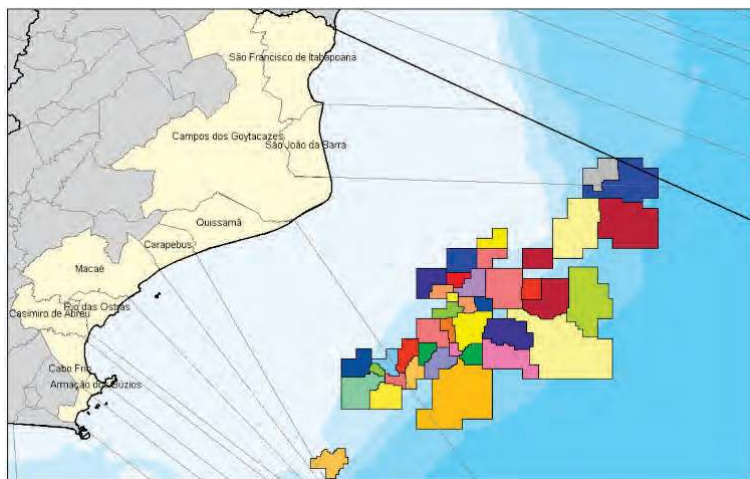 São Francisco de Itabapoana
Campos dos Goytacazes
São João da Barra
Quissamã
Carapebus
Macaé
Rio das Ostras
Casimiro de Abreu
Cabo Frio
Armação dos Búzios